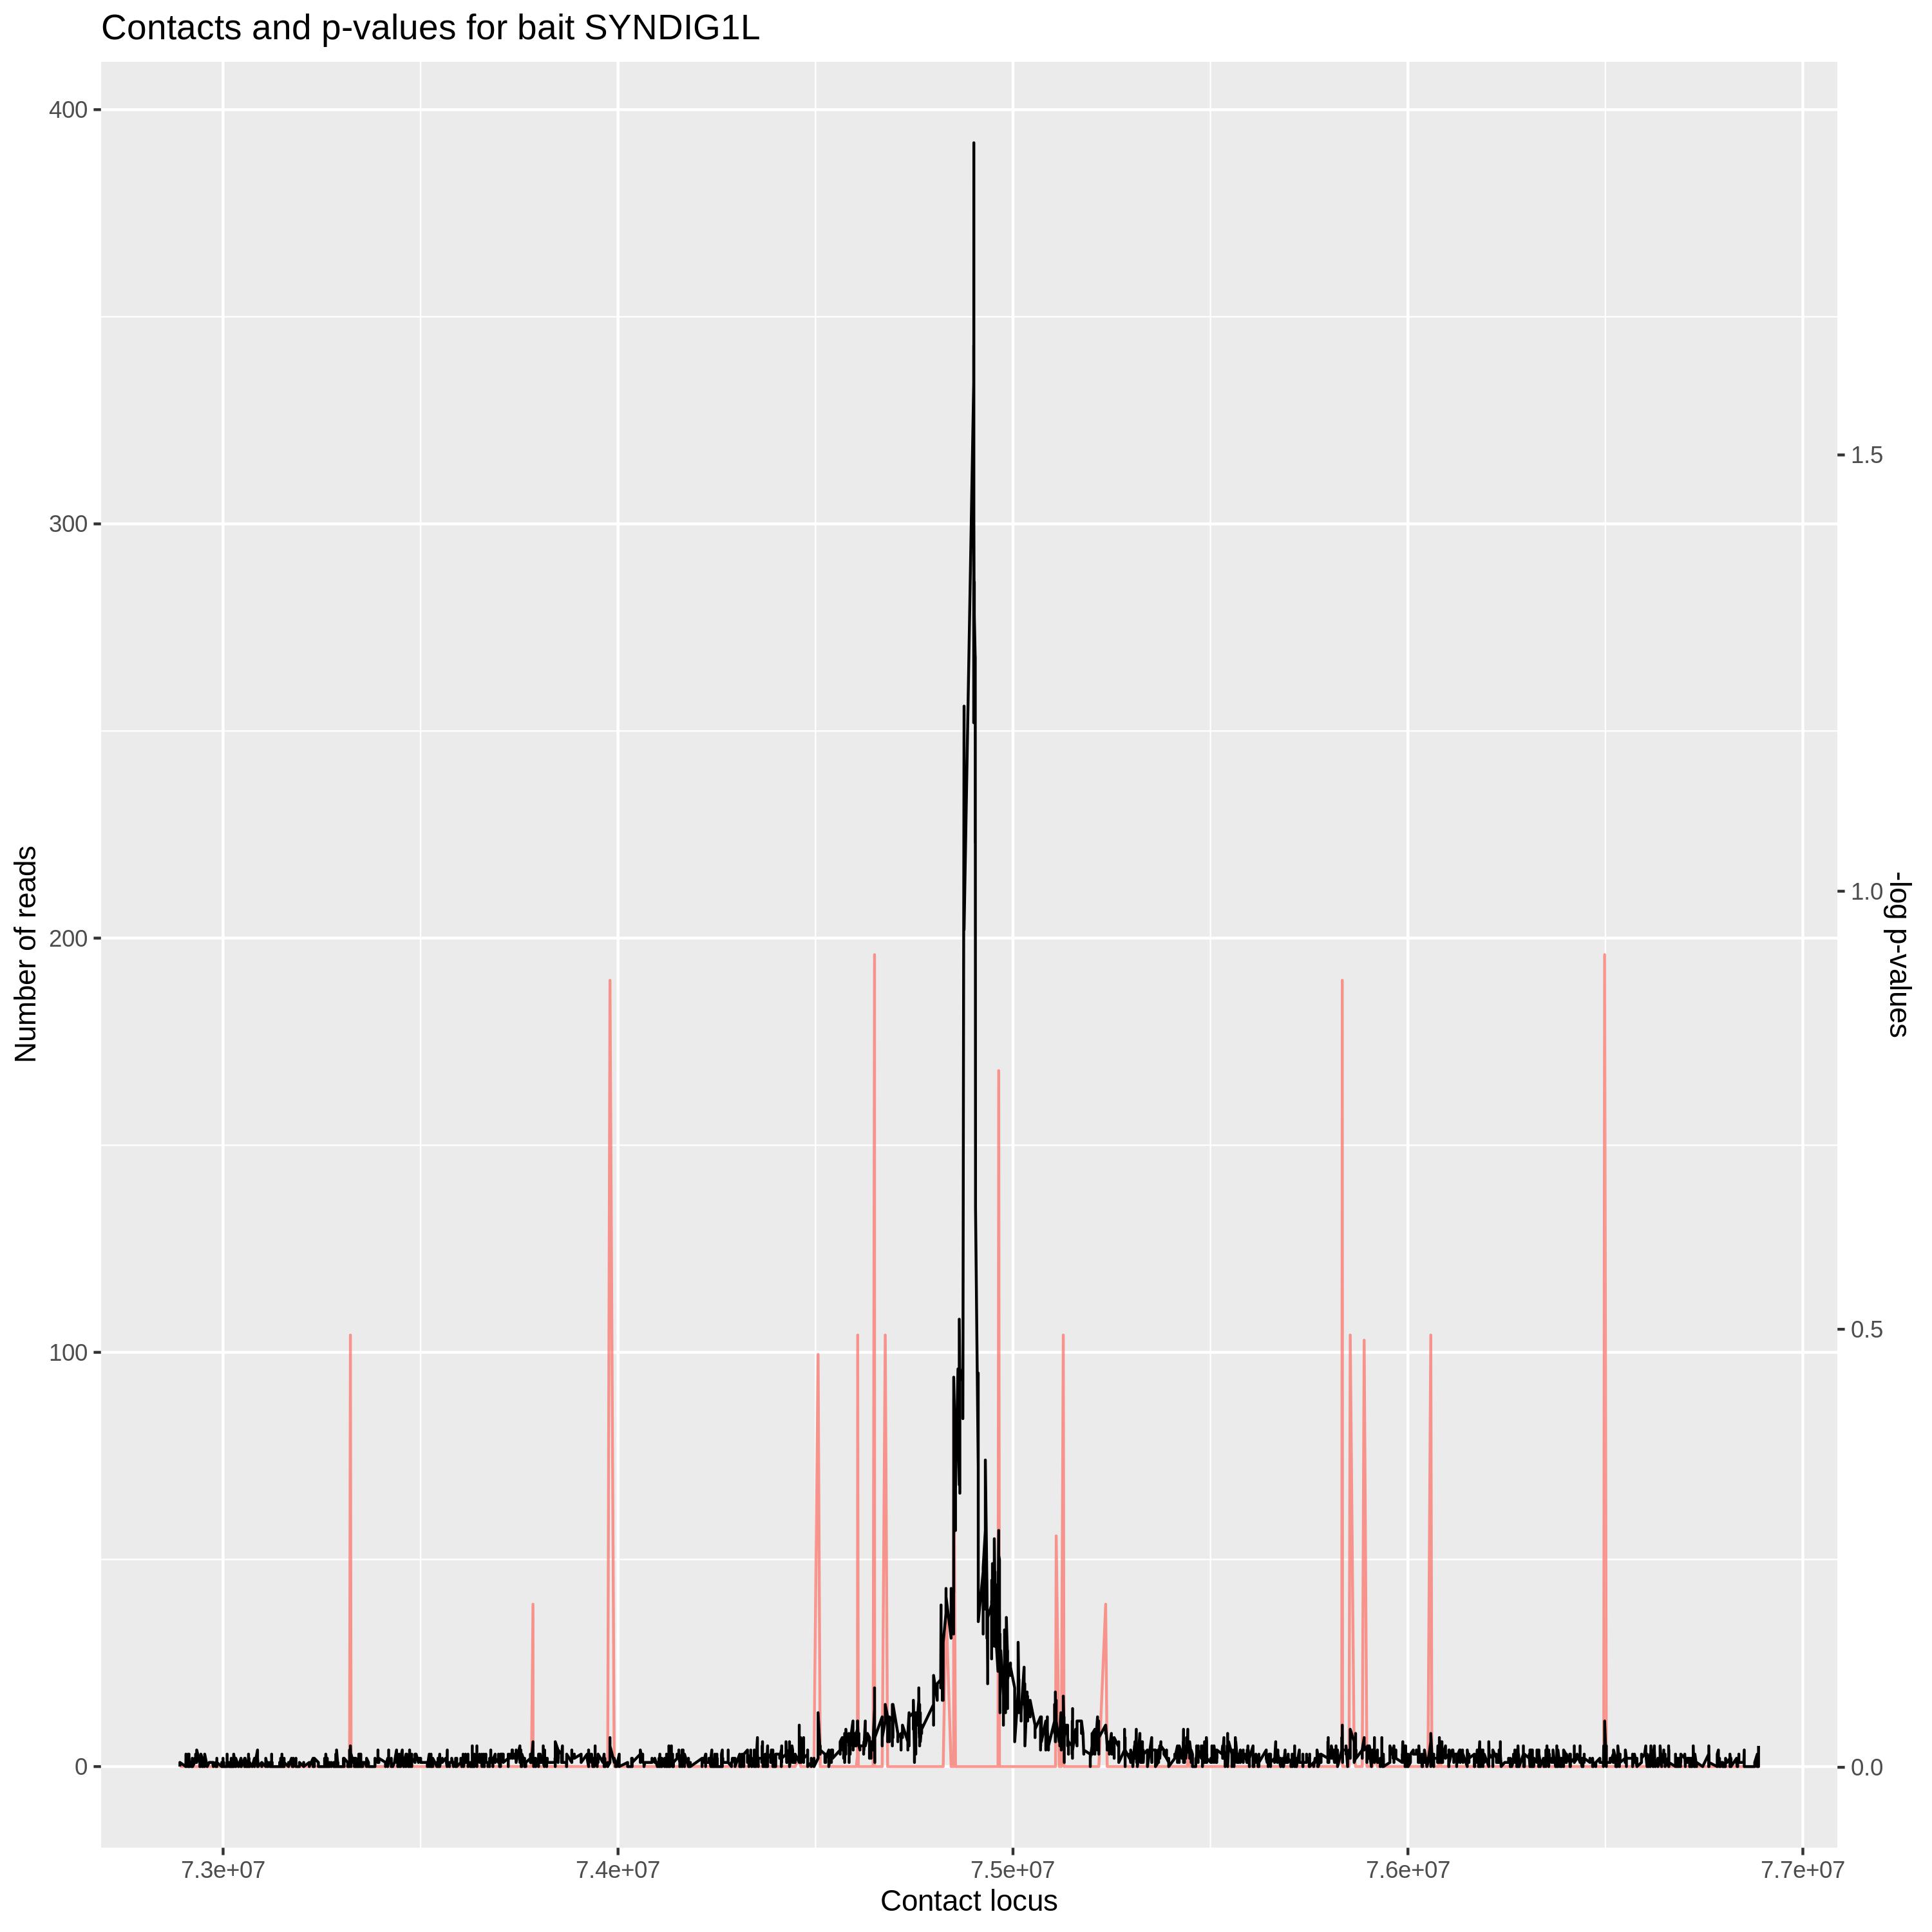 Contacts and p-values for bait SYNDIG1L
400
300
200
100
0
Number of reads
1.5
1.0
0.5
0.0
-log p-values
7.3e+07
7.4e+07
7.5e+07
7.6e+07
7.7e+07
Contact locus